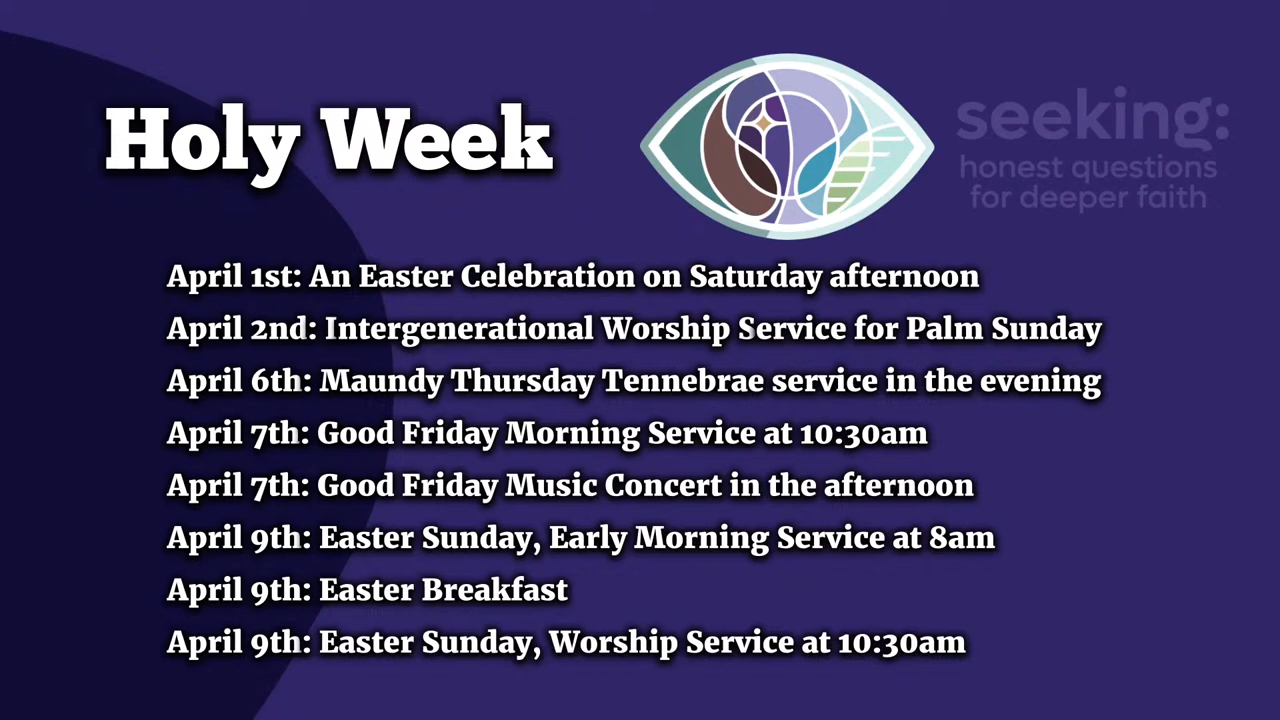 Holy Week
seeking:
honest questions
for deeper faith
April 1st: An Easter Celebration on Saturday afternoon
April 2nd: Intergenerational Worship Service for Palm Sunday
April 6th: Maundy Thursday Tennebrae service in the evening
April 7th: Good Friday Morning Service at 10:30am
April 7th: Good Friday Music Concert in the afternoon
April 9th: Easter Sunday, Early Morning Service at 8am
April 9th: Easter Breakfast
April 9th: Easter Sunday, Worship Service at 10:30am